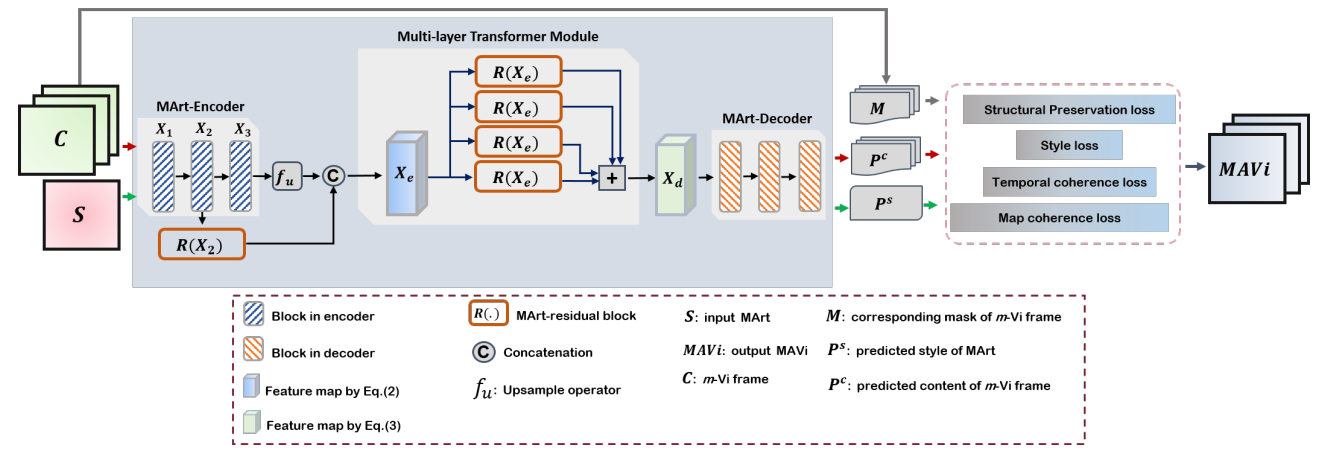 Multi-layer Transformer Module
R(Xₑ)
R(Xₑ)
R(Xₑ)
R(Xₑ)
MArt-Encoder
X₁ X₂ X₃
C
S
fᵤ
C
R(X₂)
Xₑ
+
X_d
MArt-Decoder
M
Pᶜ
Pˢ
Structural Preservation loss
Style loss
Temporal coherence loss
Map coherence loss
MAVi
Block in encoder
Block in decoder
Feature map by Eq.(2)
Feature map by Eq.(3)
R(.) MArt-residual block
C Concatenation
fᵤ: Upsample operator
S: input MArt
MAVi: output MAVi
C: m-Vi frame
M: corresponding mask of m-Vi frame
Pˢ: predicted style of MArt
Pᶜ: predicted content of m-Vi frame